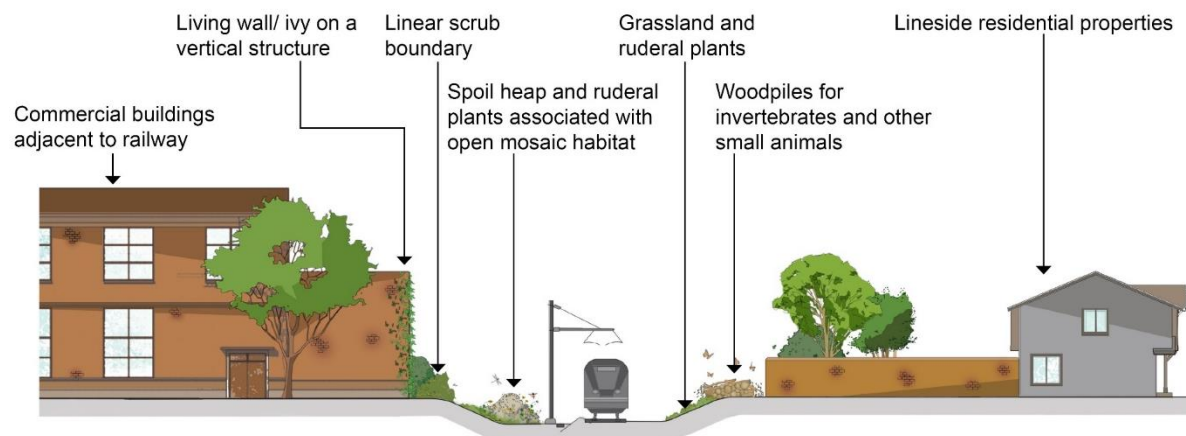 Living wall/ ivy on a
vertical structure
Linear scrub
boundary
Grassland and
ruderal plants
Lineside residential properties
Commercial buildings
adjacent to railway
Spoil heap and ruderal
plants associated with
open mosaic habitat
Woodpiles for
invertebrates and other
small animals